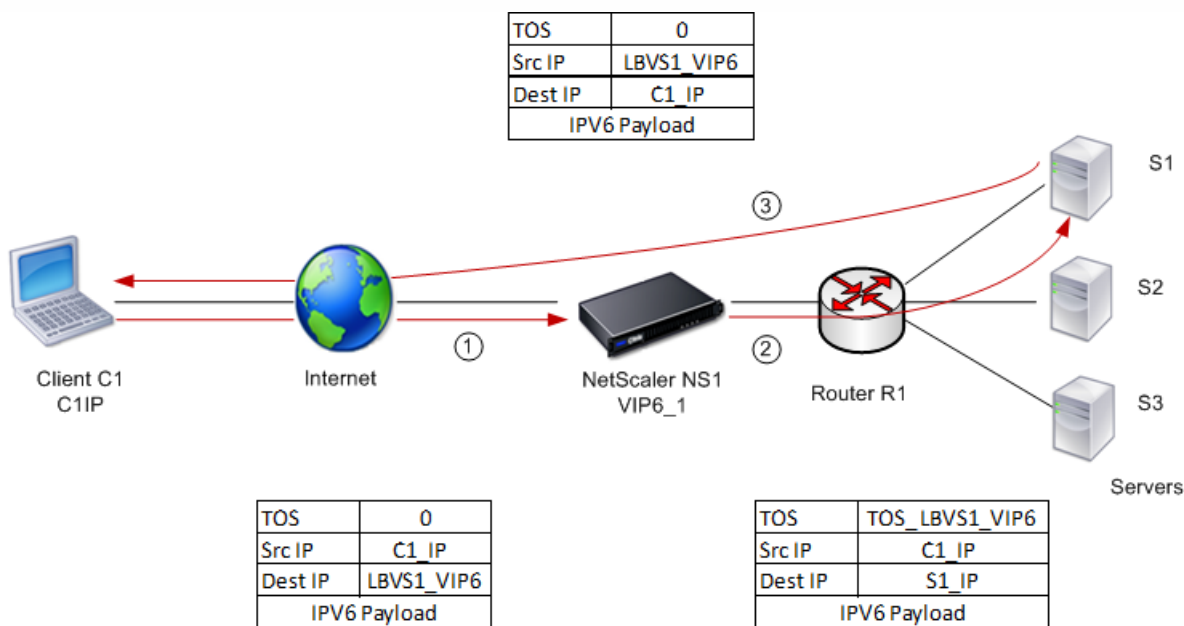 TOS 0
Src IP LBVS1_VIP6
Dest IP C1_IP
IPV6 Payload
S1
3
S2
1
2
Client C1
C1IP
Internet
NetScaler NS1
VIP6_1
Router R1
S3
Servers
TOS 0
Src IP C1_IP
Dest IP LBVS1_VIP6
IPV6 Payload
TOS TOS_LBVS1_VIP6
Src IP C1_IP
Dest IP S1_IP
IPV6 Payload